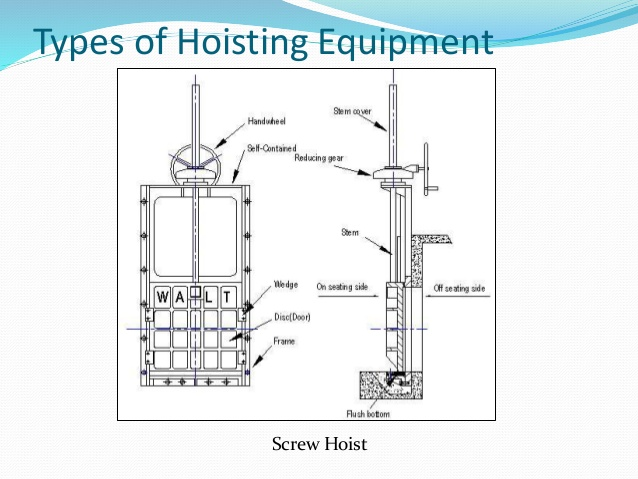 Types of Hoisting Equipment
Stem cover
Handwheel
Self-Contained
Reducing gear
Stem
Wedge
On seating side
Off seating side
WALT
Disc(Door)
Frame
Flush bottom
Screw Hoist